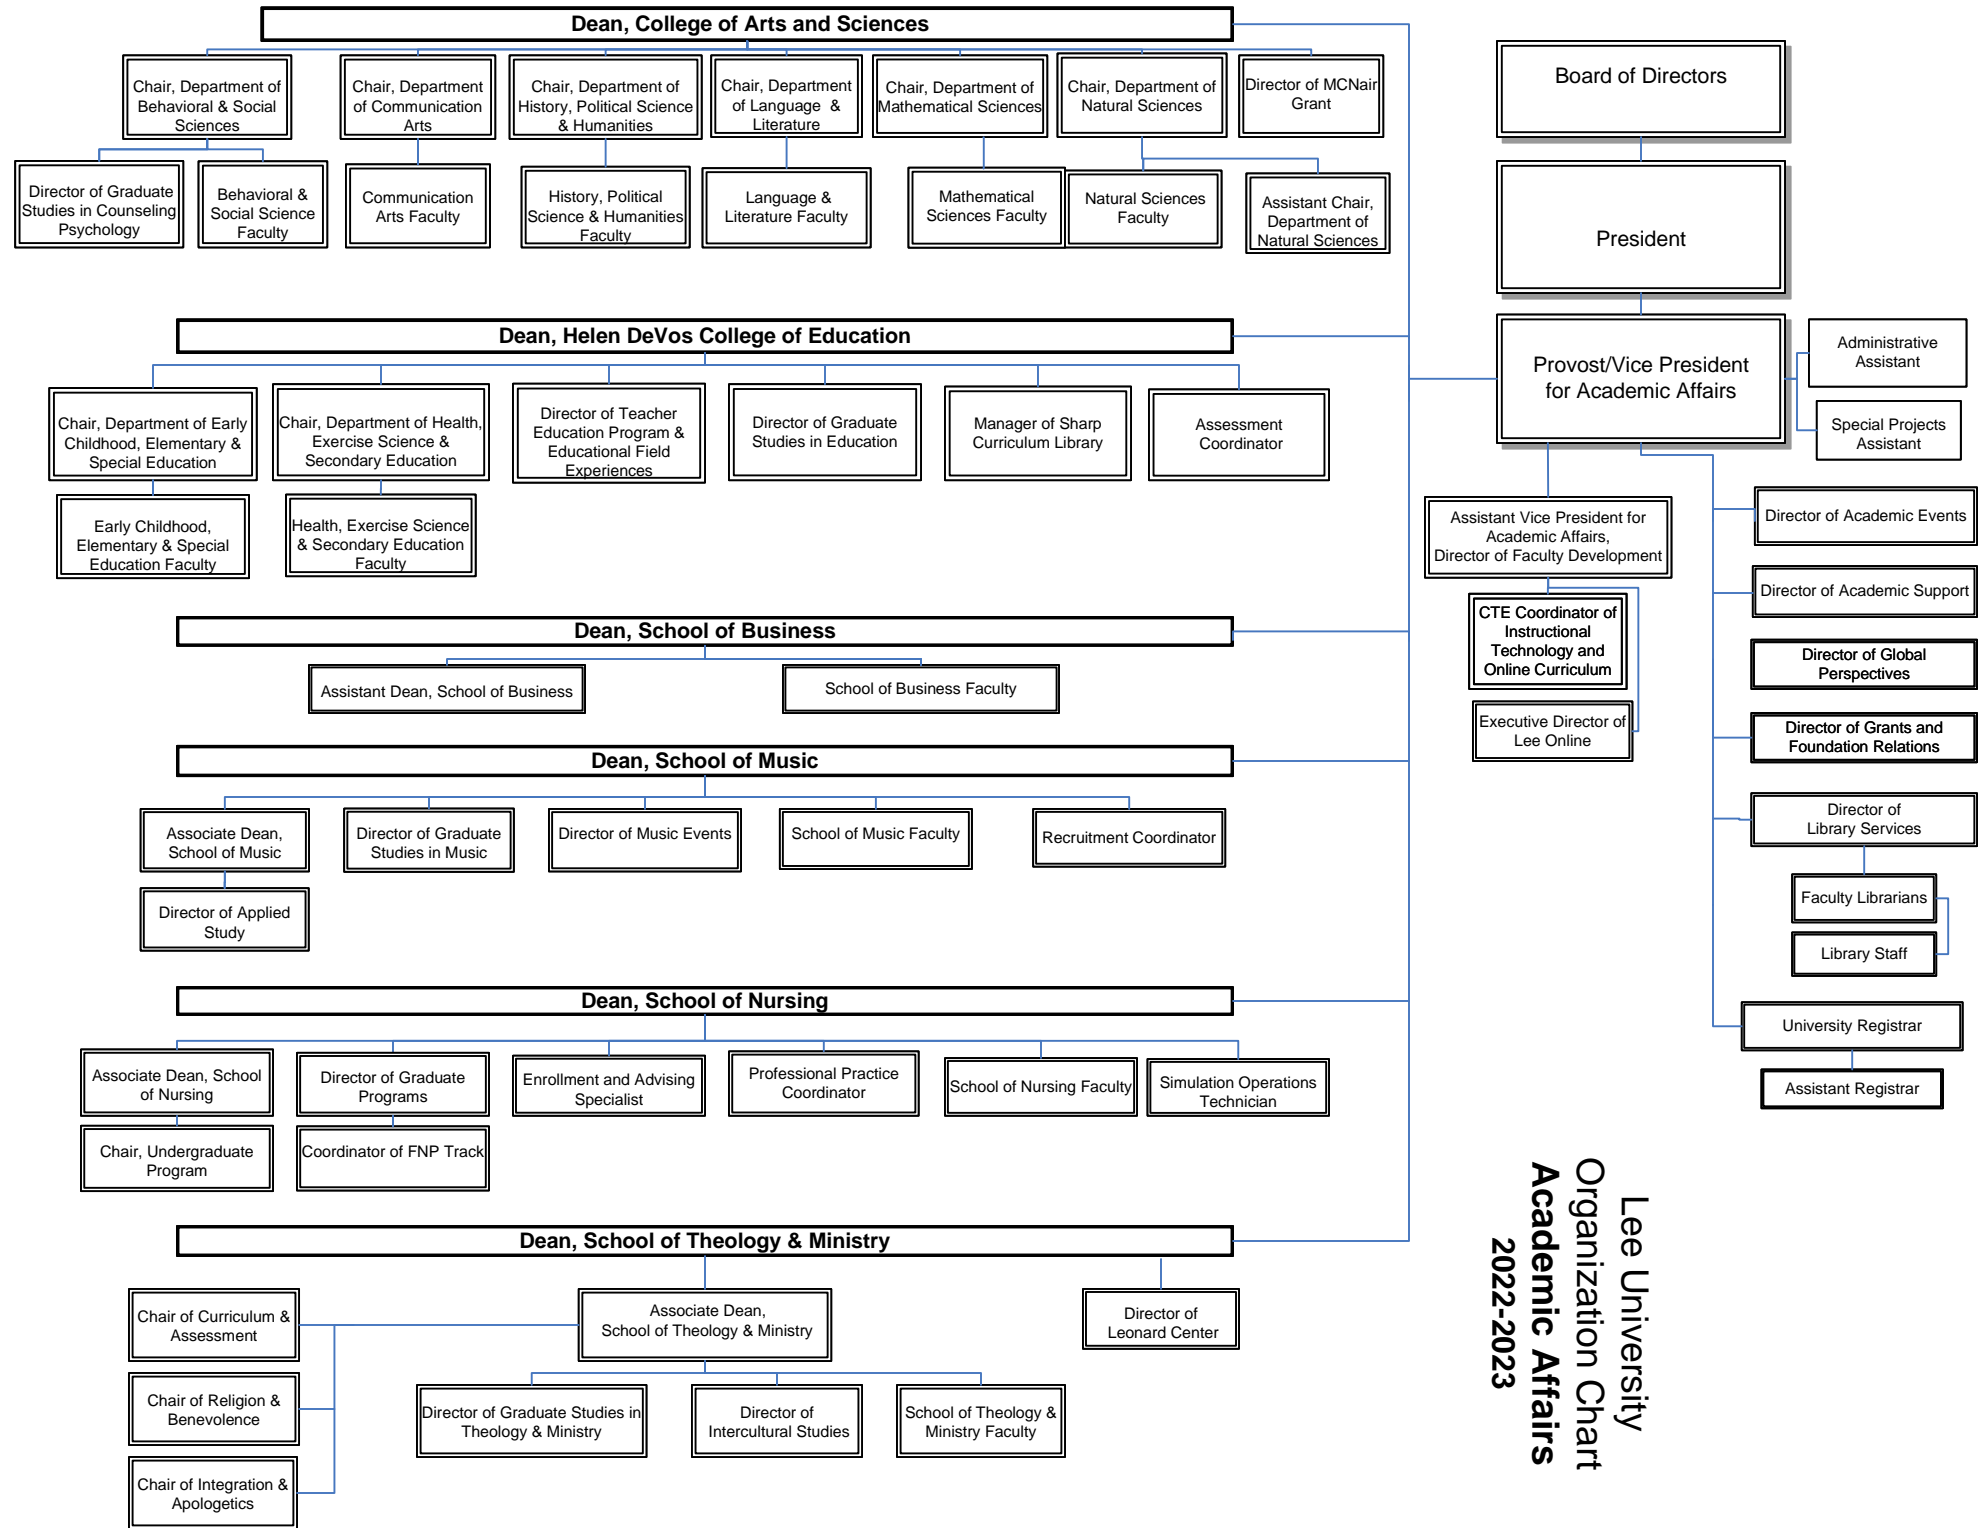 Dean, College of Arts and Sciences
Chair, Department of
Behavioral & Social
Sciences
Chair, Department
of Communication
Arts
Chair, Department of
History, Political Science
& Humanities
Chair, Department
of Language &
Literature
Chair, Department of
Mathematical Sciences
Chair, Department of
Natural Sciences
Director of MCNair
Grant
Director of Graduate
Studies in Counseling
Psychology
Behavioral &
Social Science
Faculty
Communication
Arts Faculty
History, Political
Science & Humanities
Faculty
Language &
Literature Faculty
Mathematical
Sciences Faculty
Natural Sciences
Faculty
Assistant Chair,
Department of
Natural Sciences
Dean, Helen DeVos College of Education
Chair, Department of Early
Childhood, Elementary &
Special Education
Chair, Department of Health,
Exercise Science &
Secondary Education
Director of Teacher
Education Program &
Educational Field
Experiences
Director of Graduate
Studies in Education
Manager of Sharp
Curriculum Library
Assessment
Coordinator
Early Childhood,
Elementary & Special
Education Faculty
Health, Exercise Science
& Secondary Education
Faculty
Dean, School of Business
Assistant Dean, School of Business
School of Business Faculty
Dean, School of Music
Associate Dean,
School of Music
Director of Graduate
Studies in Music
Director of Music Events
School of Music Faculty
Recruitment Coordinator
Director of Applied
Study
Dean, School of Nursing
Associate Dean, School
of Nursing
Director of Graduate
Programs
Enrollment and Advising
Specialist
Professional Practice
Coordinator
School of Nursing Faculty
Simulation Operations
Technician
Chair, Undergraduate
Program
Coordinator of FNP Track
Dean, School of Theology & Ministry
Chair of Curriculum &
Assessment
Associate Dean,
School of Theology & Ministry
Director of
Leonard Center
Chair of Religion &
Benevolence
Director of Graduate Studies in
Theology & Ministry
Director of
Intercultural Studies
School of Theology &
Ministry Faculty
Chair of Integration &
Apologetics
Board of Directors
President
Provost/Vice President
for Academic Affairs
Administrative
Assistant
Special Projects
Assistant
Assistant Vice President for
Academic Affairs,
Director of Faculty Development
CTE Coordinator of
Instructional
Technology and
Online Curriculum
Executive Director of
Lee Online
Director of Academic Events
Director of Academic Support
Director of Global
Perspectives
Director of Grants and
Foundation Relations
Director of
Library Services
Faculty Librarians
Library Staff
University Registrar
Assistant Registrar
Lee University
Organization Chart
Academic Affairs
2022-2023